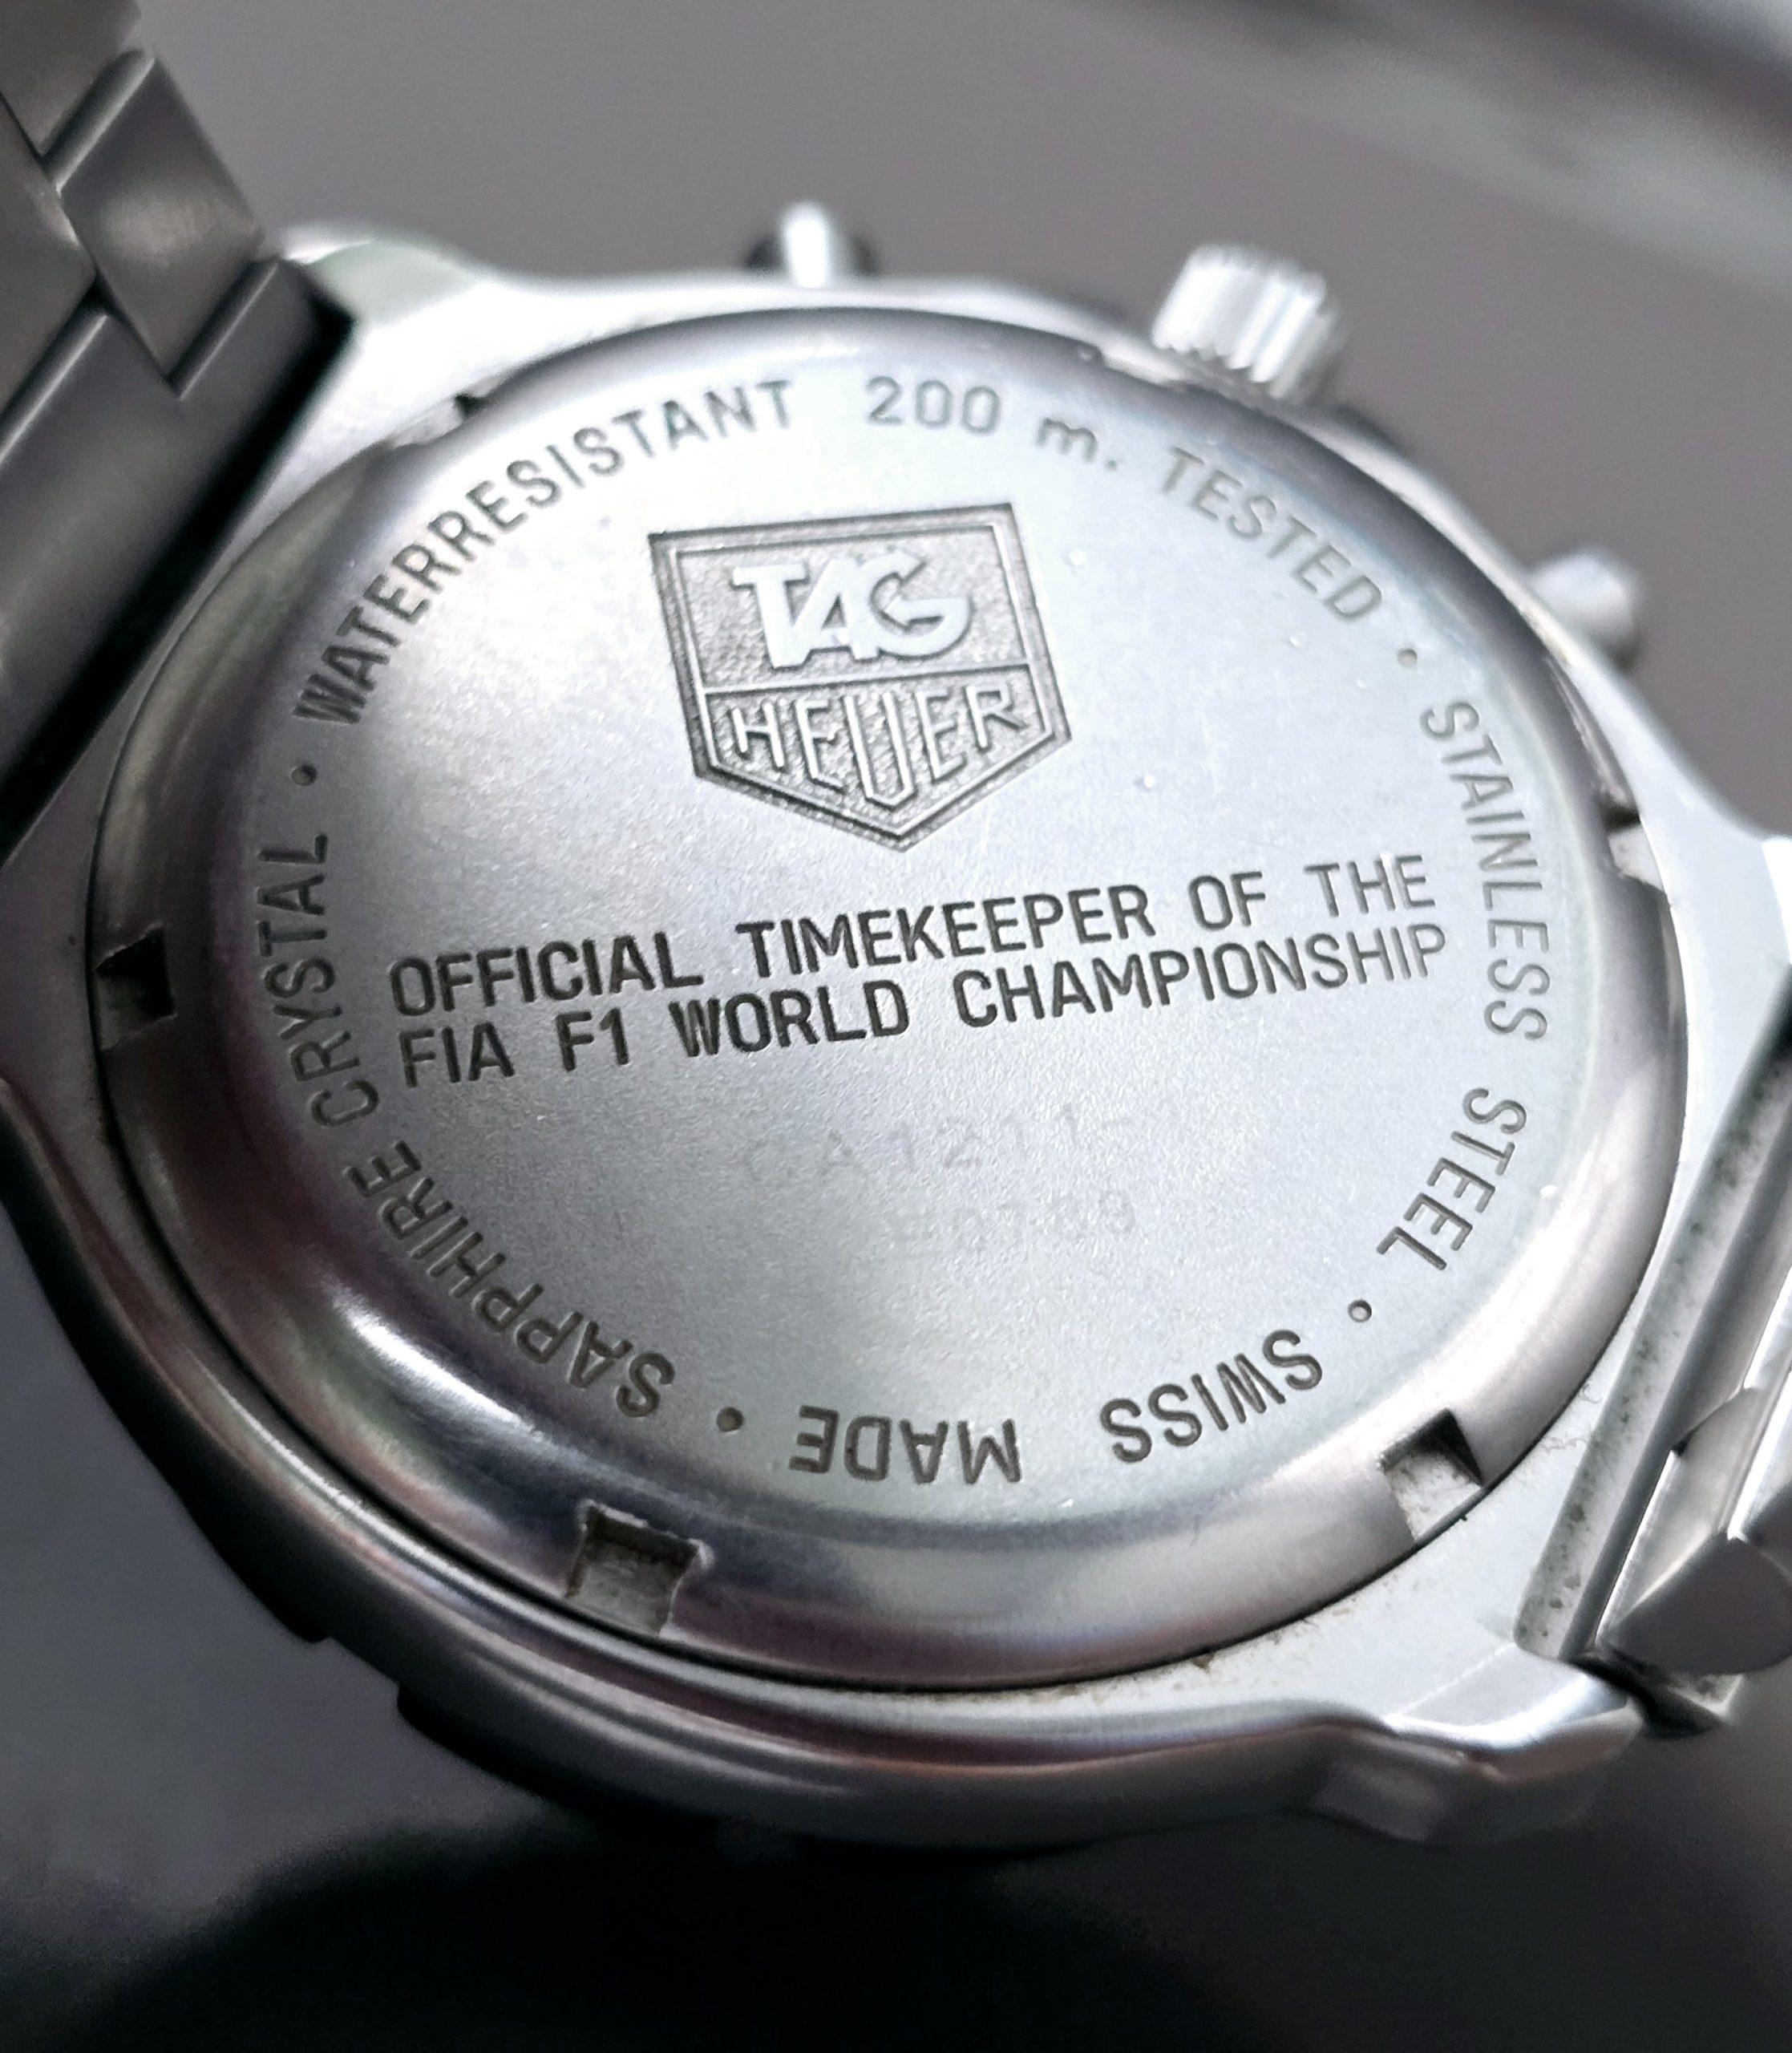 WATERRESISTANT 200 m. TESTED · STAINLESS STEEL · SWISS MADE · SAPPHIRE CRYSTAL ·
TAG
HEUER
OFFICIAL TIMEKEEPER OF THE
FIA F1 WORLD CHAMPIONSHIP